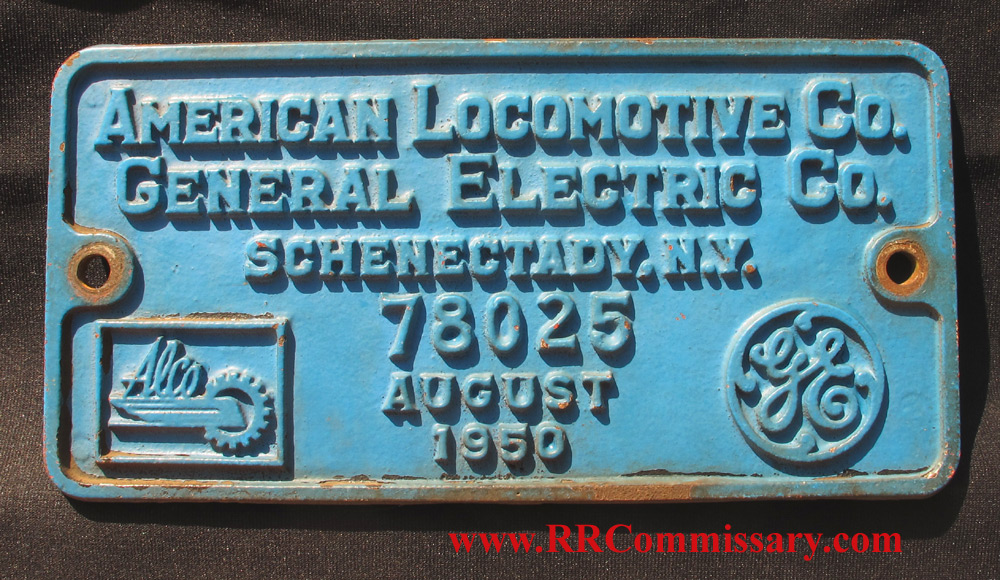 AMERICAN LOCOMOTIVE CO.
GENERAL ELECTRIC CO.
SCHENECTADY, N.Y.
78025
AUGUST
1950
Alco
GE
www.RRCommissary.com